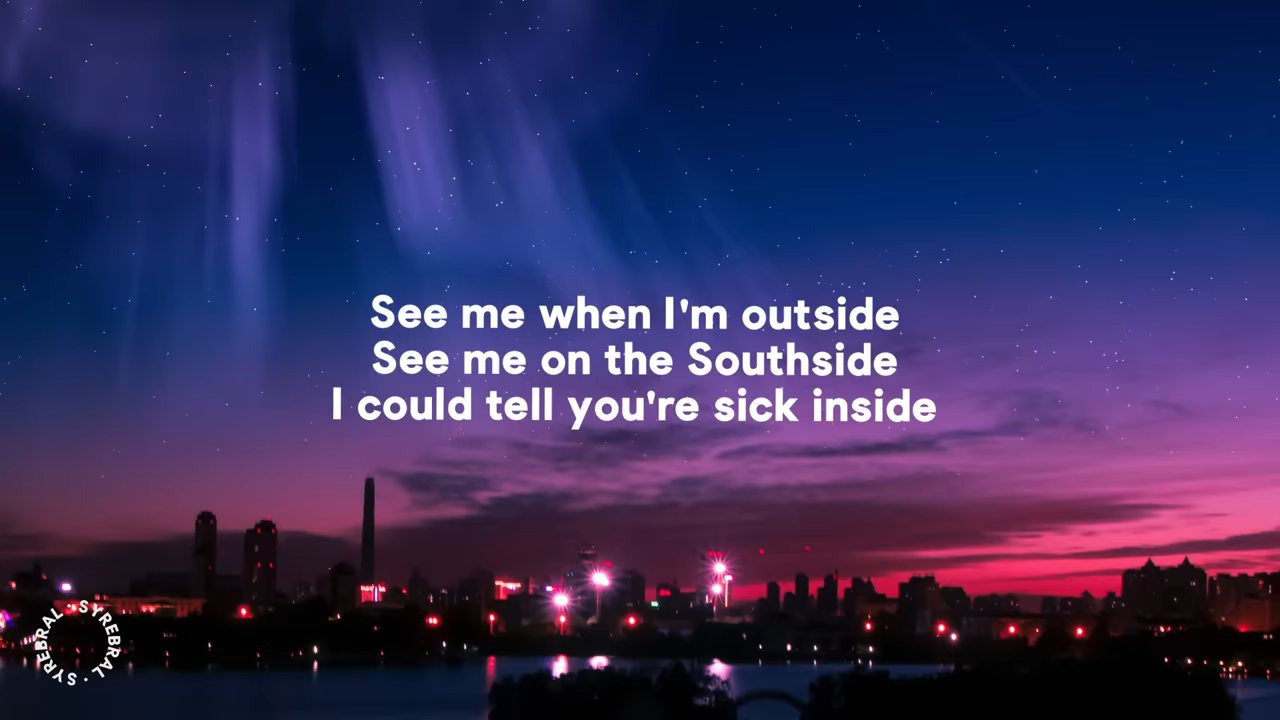 See me when I'm outside
See me on the Southside
I could tell you're sick inside
SYREBRAL · SYREBRAL ·